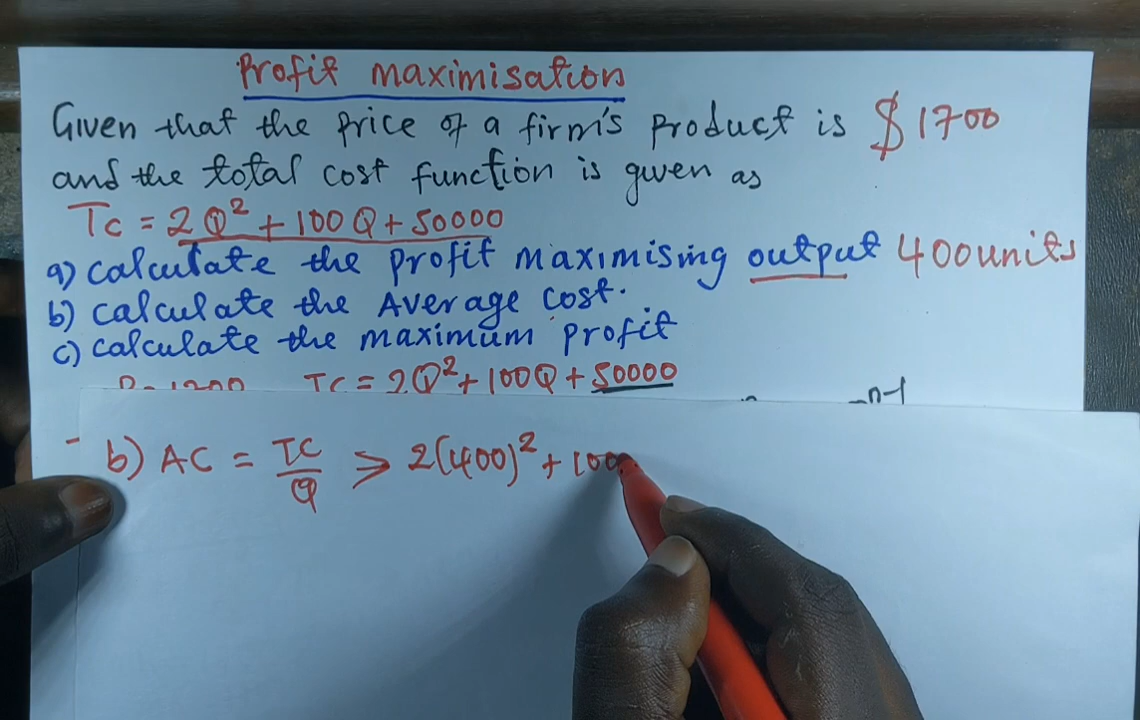 Profit maximisation
Given that the price of a firm's product is $1700
and the total cost function is given as
Tc = 2Q² + 100Q + 50000
a) calculate the profit maximising output 400units
b) calculate the Average cost.
c) calculate the maximum profit
TC = 2Q² + 100Q + 50000
n-1
b) AC = TC/Q ⩾ 2(400)² + 100